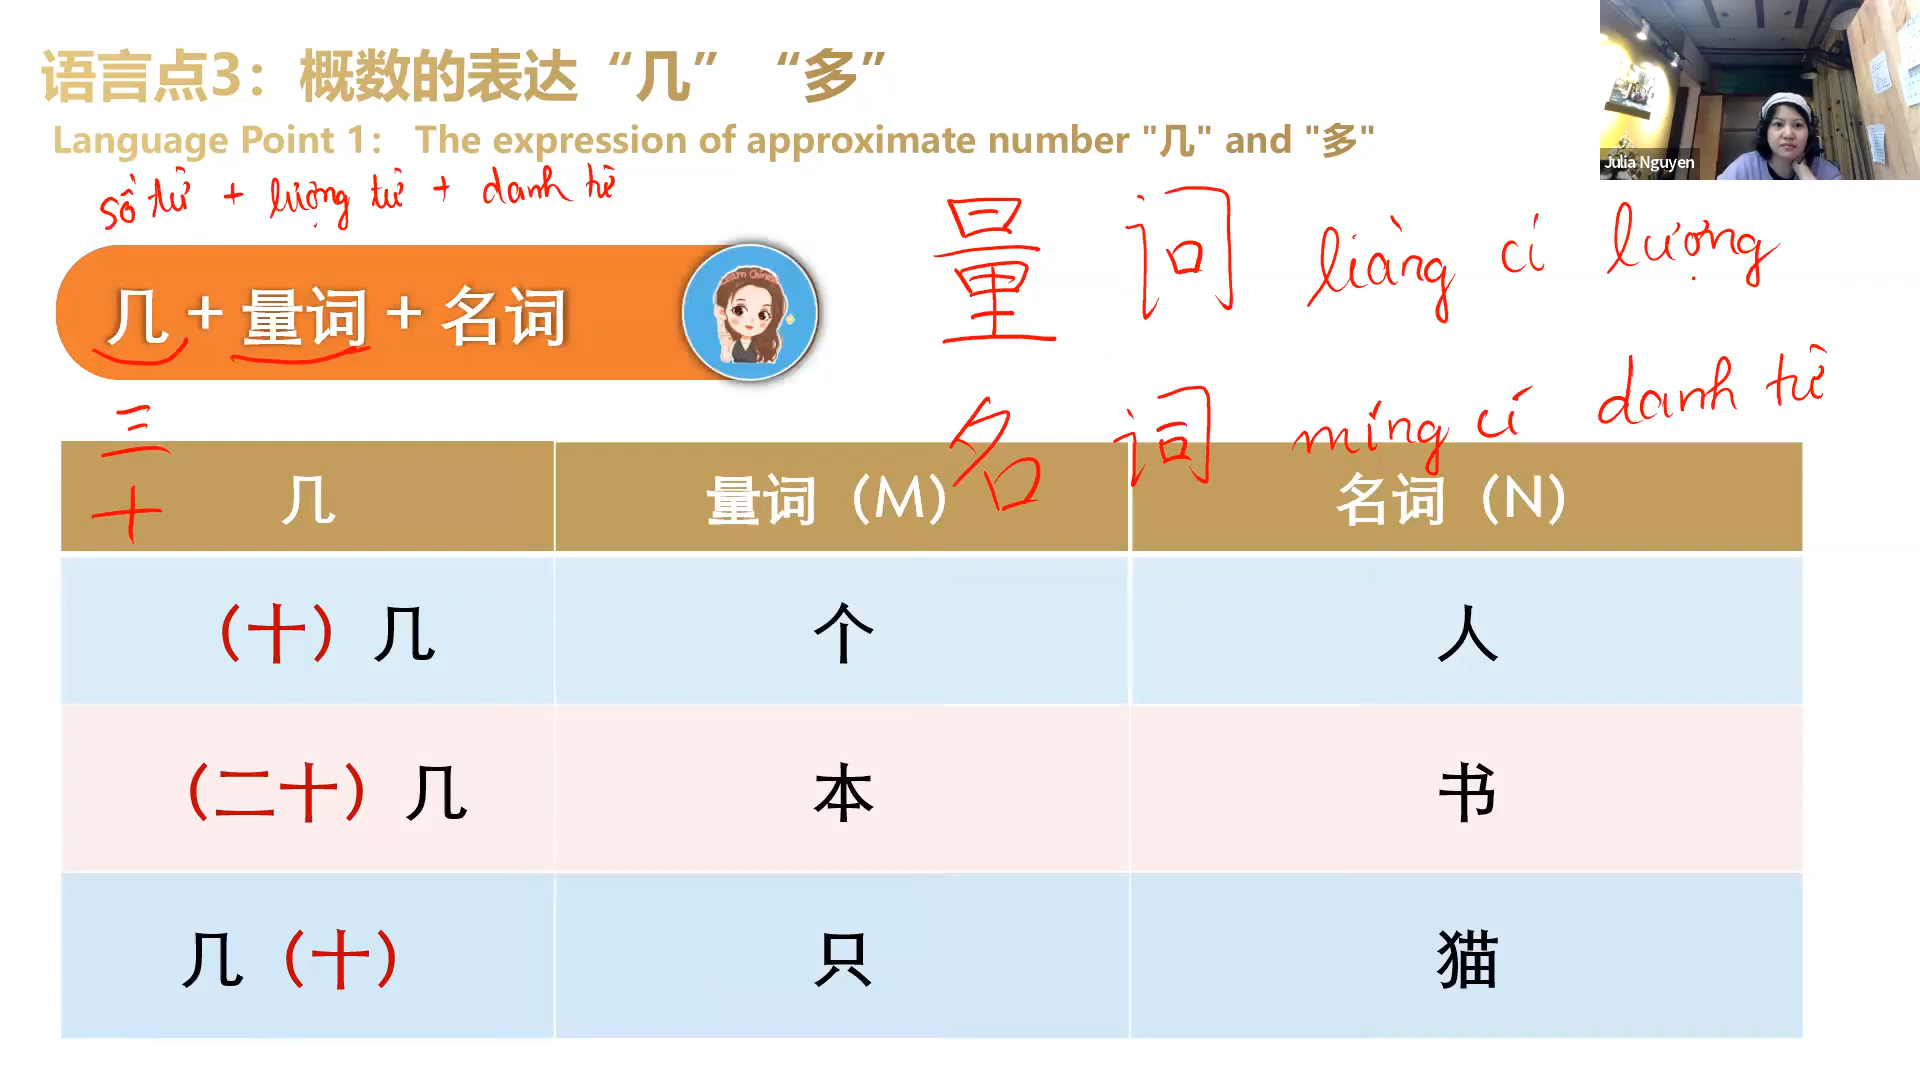 语言点3：概数的表达“几” “多”
Language Point 1： The expression of approximate number "几" and "多"
Julia Nguyen
số từ + lượng từ + danh từ
量 词 liàng cí lượng
几 + 量词 + 名词
名 词 míng cí danh từ
三
十
几 量词（M） 名词（N）
（十）几 个 人
（二十）几 本 书
几（十） 只 猫